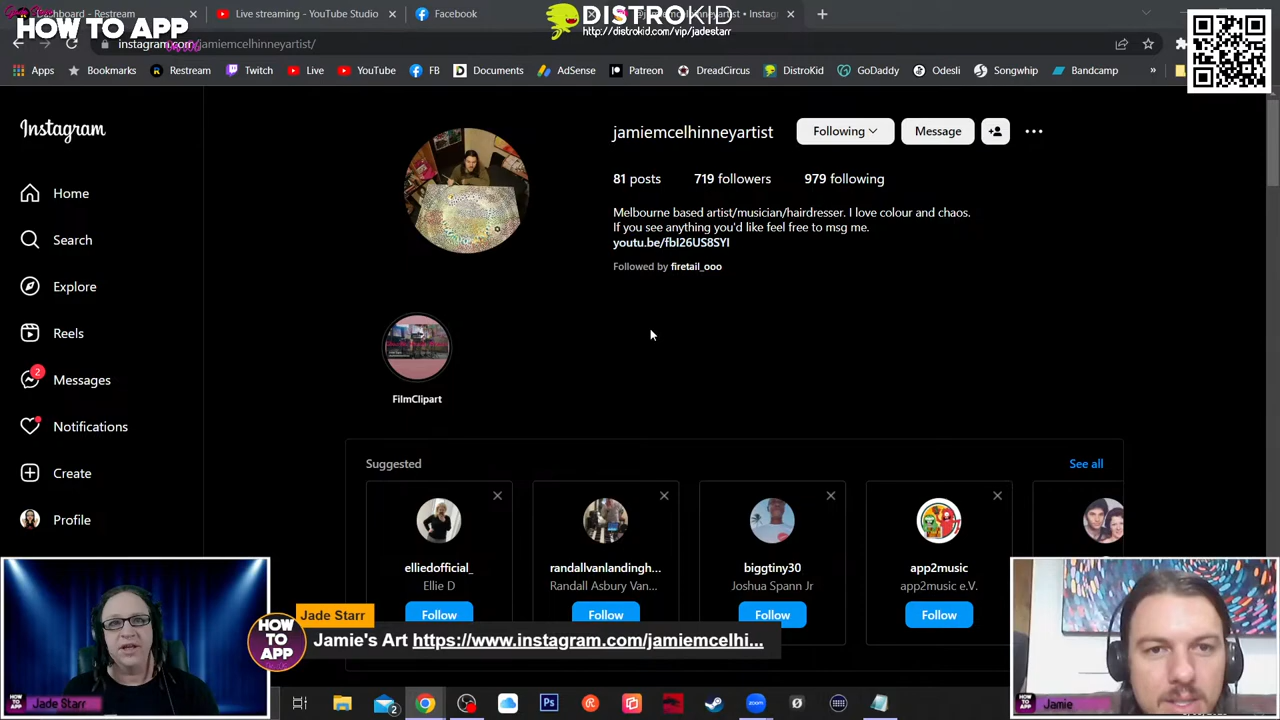 Dashboard - Restream
Live streaming - YouTube Studio
Facebook
HOW TO APP
DISTROKID
http://distrokid.com/vip/jadestarr
instagram.com/jamiemcelhinneyartist/
Apps
Bookmarks
Restream
Twitch
Live
YouTube
FB
Documents
AdSense
Patreon
DreadCircus
DistroKid
GoDaddy
Odesli
Songwhip
Bandcamp
»
Instagram
jamiemcelhinneyartist
Following
Message
81 posts
719 followers
979 following
Melbourne based artist/musician/hairdresser. I love colour and chaos.
If you see anything you'd like feel free to msg me.
youtu.be/fbI26US8SYI
Followed by firetail_ooo
Home
Search
Explore
Reels
2
Messages
Notifications
Create
Profile
FilmClipart
Suggested
See all
elliedofficial_
Ellie D
Follow
randallvanlandingh...
Randall Asbury Van...
Follow
biggtiny30
Joshua Spann Jr
Follow
app2music
app2music e.V.
Follow
Jade Starr
HOW
TO
APP
Jamie's Art https://www.instagram.com/jamiemcelhi...
Jade Starr
Jamie
2
Ps
zoom